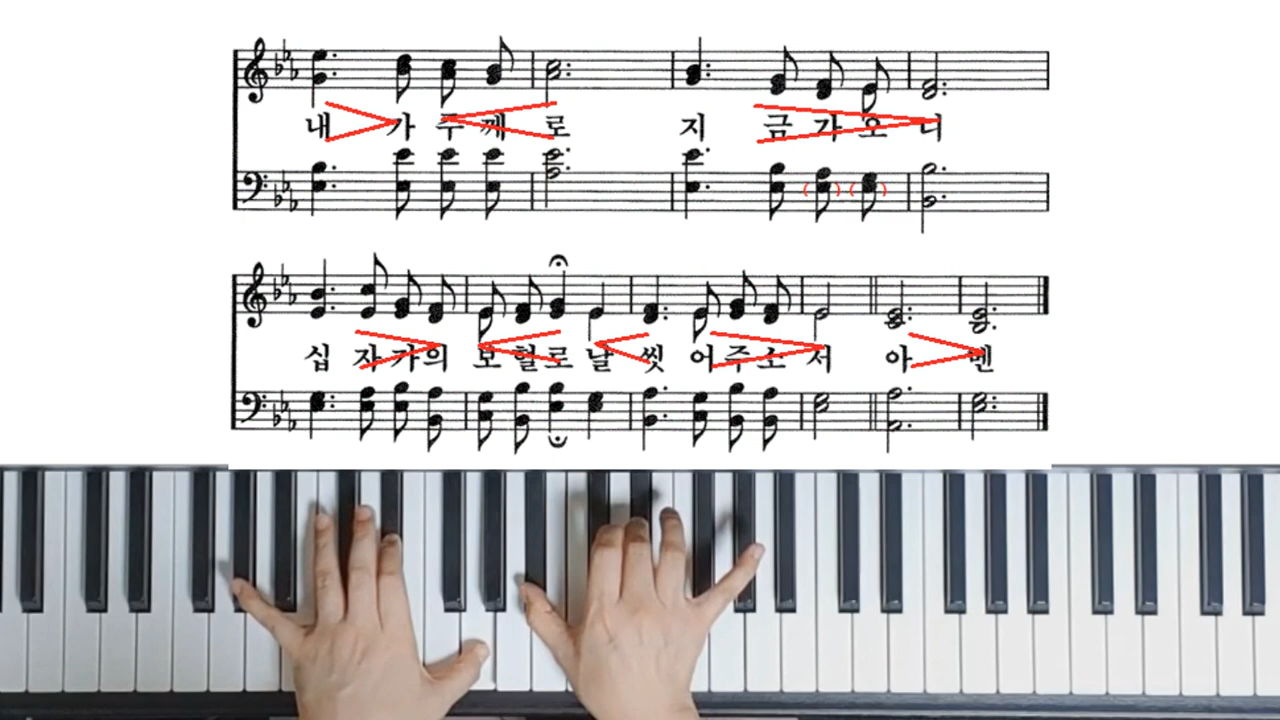 내 가 주 께 로 지 금 가 오 니
십 자 가 의 보 혈 로 날 씻 어 주 소 서 아 멘